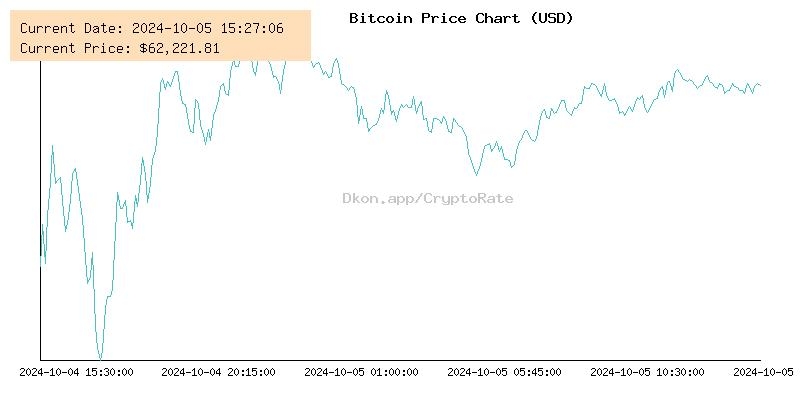 Bitcoin Price Chart (USD)
Current Date: 2024-10-05 15:27:06
Current Price: $62,221.81
Dkon.app/CryptoRate
2024-10-04 15:30:00 2024-10-04 20:15:00 2024-10-05 01:00:00 2024-10-05 05:45:00 2024-10-05 10:30:00 2024-10-05